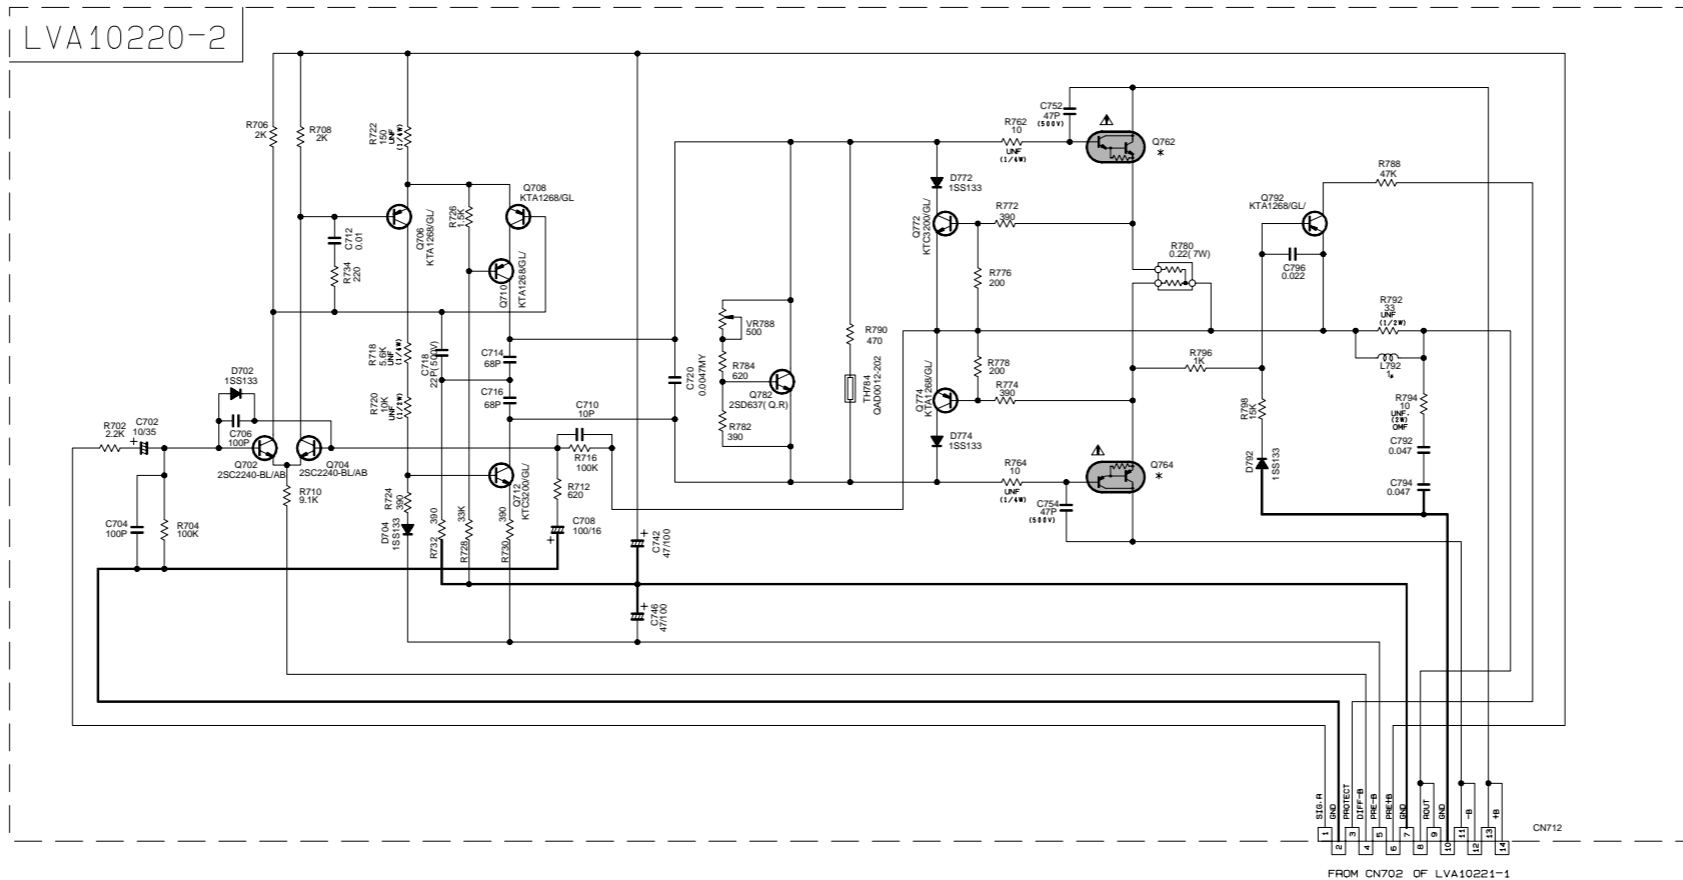 LVA10220-2
R706
2K
R708
2K
R722
150
UNF
(1/4W)
Q708
KTA1268/GL
R726
1.5K
Q706
KTA1268/GL/
C712
0.01
R734
220
Q710
KTA1268/GL/
R718
5.6K
UNF
(1/4W)
C718
22P(500V)
C714
68P
C716
68P
R720
10K
UNF
(1/2W)
D702
1SS133
C706
100P
R702
2.2K
+
C702
10/35
Q702
2SC2240-BL/AB
Q704
2SC2240-BL/AB
R710
9.1K
C704
100P
R704
100K
R724
390
D704
1SS133
R732
390
R728
33K
R730
390
Q712
KTC3200/GL/
C710
10P
R716
100K
R712
620
C708
100/16
+
+
C742
47/100
+
C746
47/100
C720
0.0047MY
VR788
500
R784
620
Q782
2SD637(Q.R)
R782
390
R790
470
TH784
QAD0012-202
D772
1SS133
Q772
KTC3200/GL/
R772
390
R776
200
R778
200
R774
390
Q774
KTA1268/GL/
D774
1SS133
R762
10
UNF
(1/4W)
C752
47P
(500V)
Q762
*
R764
10
UNF
(1/4W)
C754
47P
(500V)
Q764
*
R780
0.22(7W)
Q792
KTA1268/GL/
R788
47K
C796
0.022
R796
1K
R798
15K
D792
1SS133
R792
33
UNF
(1/2W)
L792
1µ
R794
10
UNF.
(2W)
OMF
C792
0.047
C794
0.047
SIG.R
GND
PROTECT
DIFF-B
PRE-B
PRE+B
GND
ROUT
GND
-B
+B
1
2
3
4
5
6
7
8
9
10
11
12
13
14
CN712
FROM CN702 OF LVA10221-1